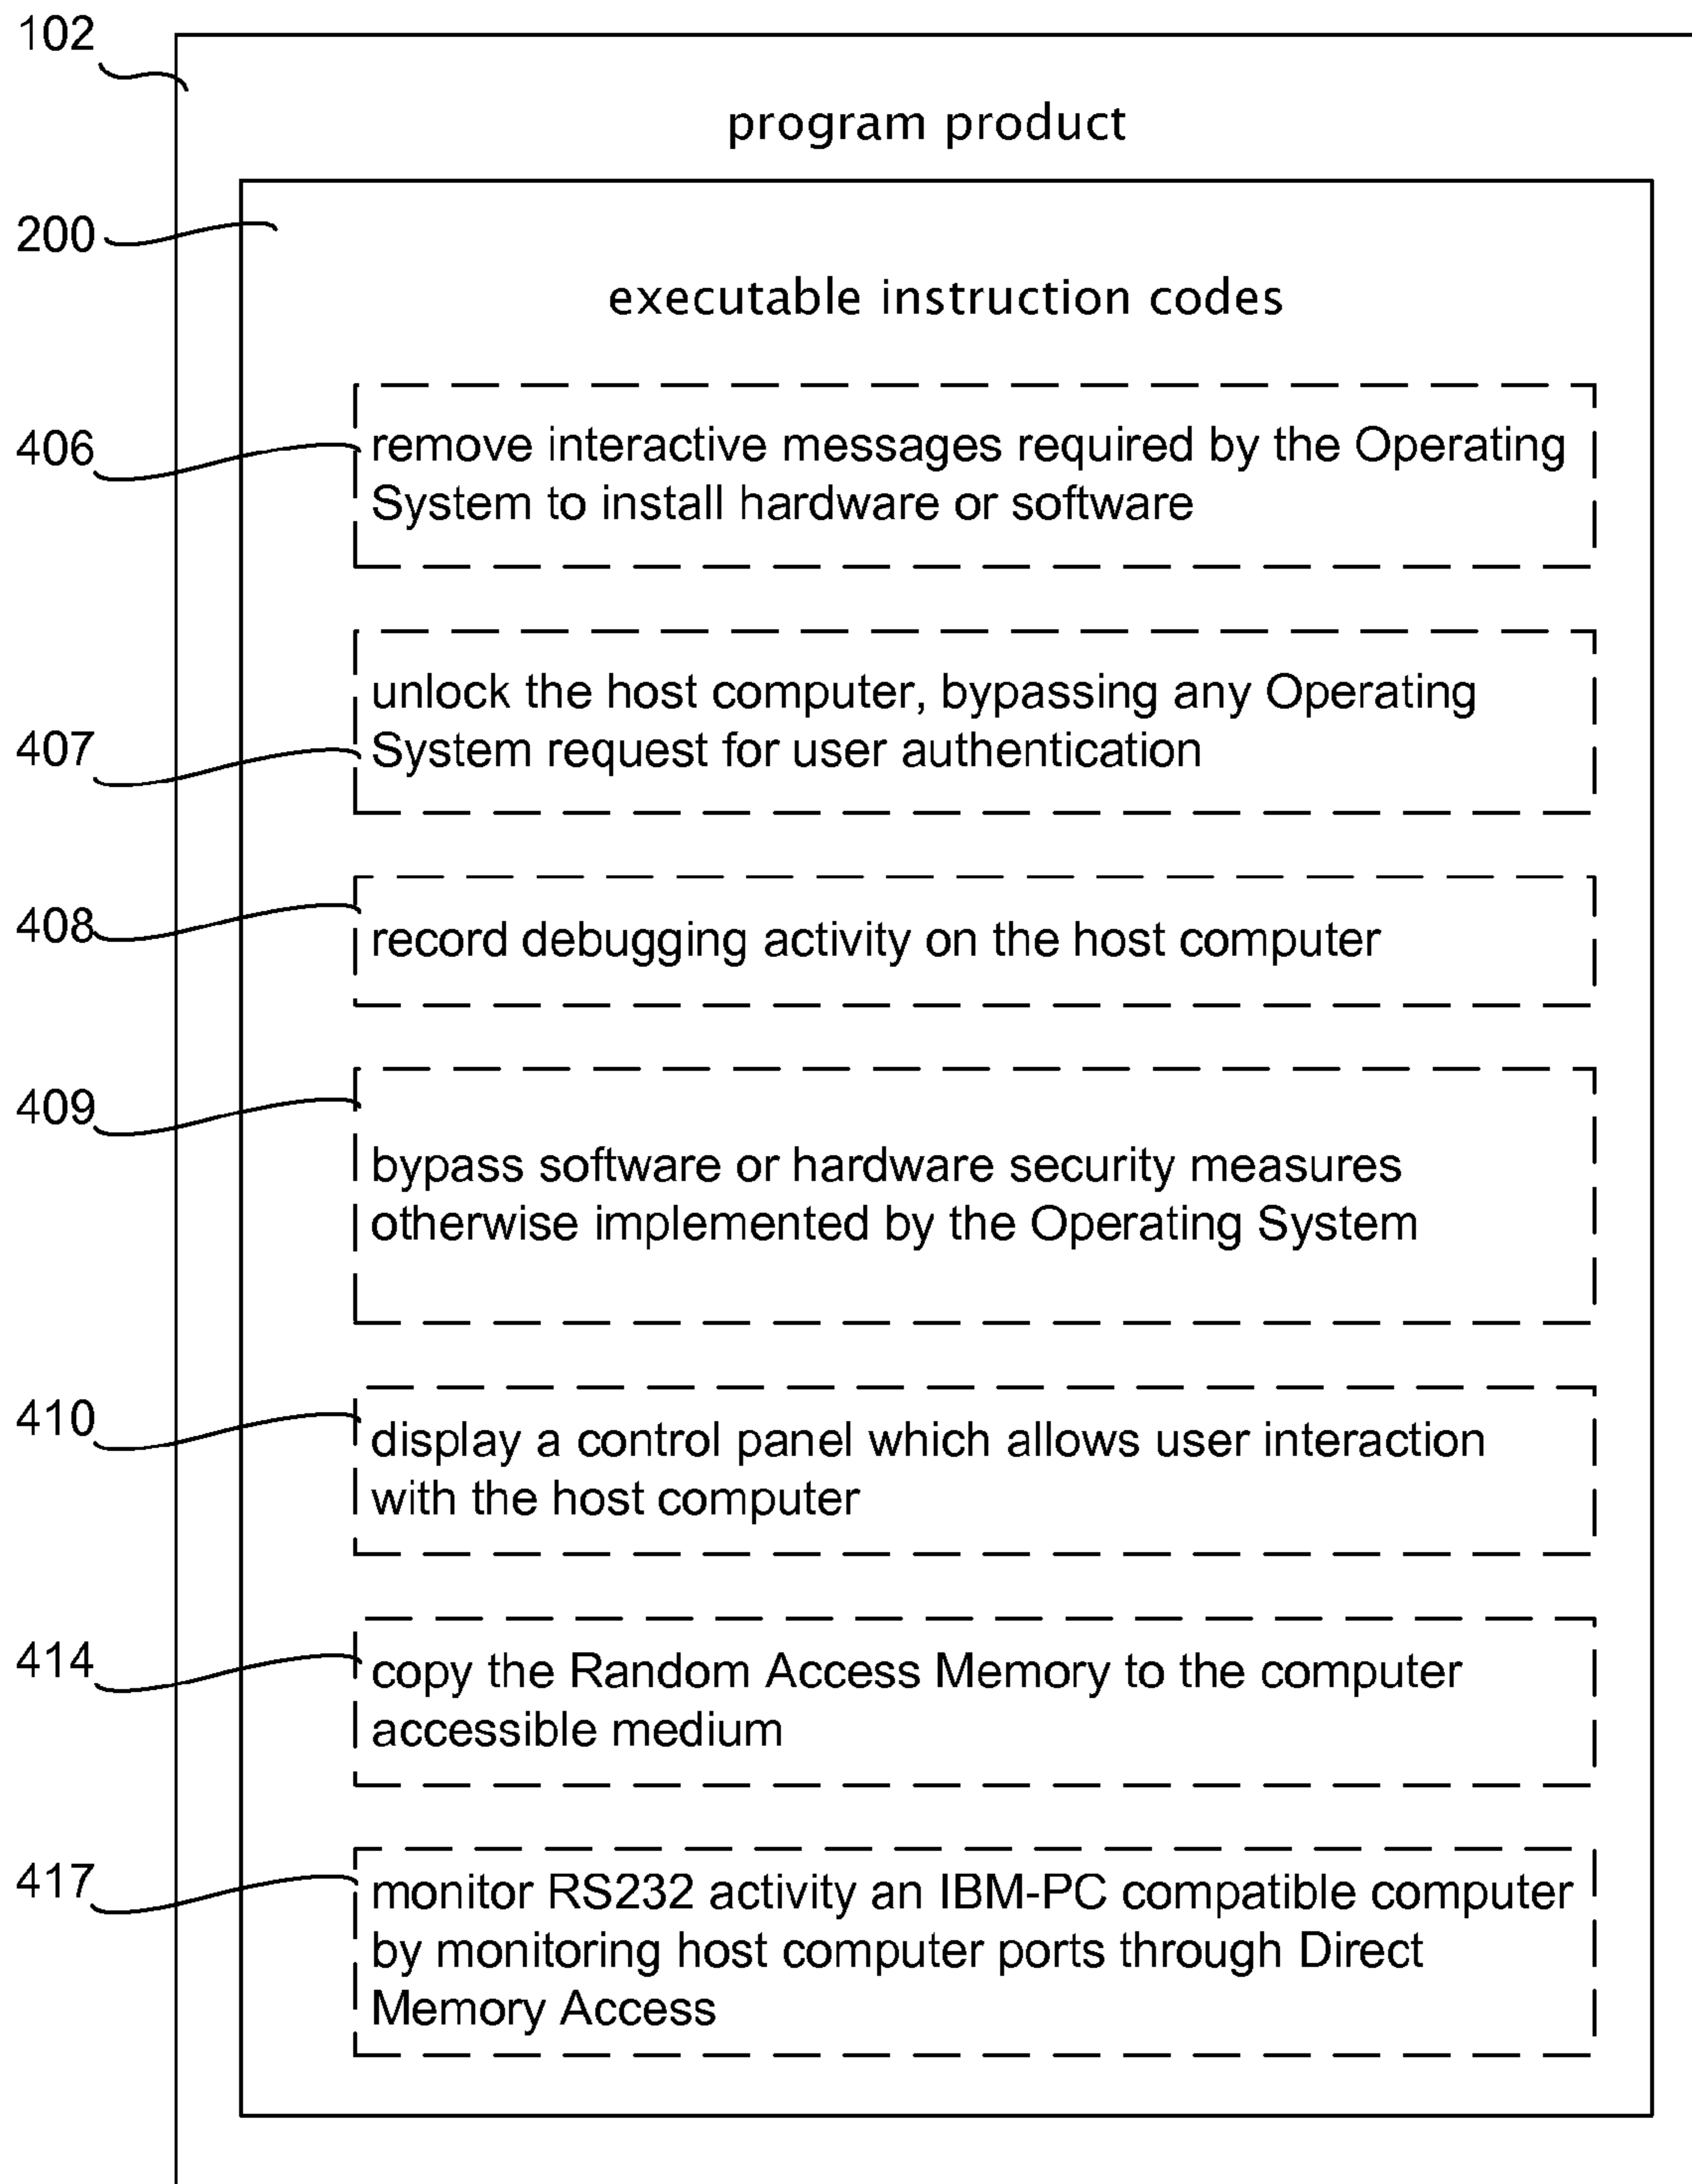 102
program product
200
executable instruction codes
406
remove interactive messages required by the Operating
System to install hardware or software
407
unlock the host computer, bypassing any Operating
System request for user authentication
408
record debugging activity on the host computer
409
bypass software or hardware security measures
otherwise implemented by the Operating System
410
display a control panel which allows user interaction
with the host computer
414
copy the Random Access Memory to the computer
accessible medium
417
monitor RS232 activity an IBM-PC compatible computer
by monitoring host computer ports through Direct
Memory Access